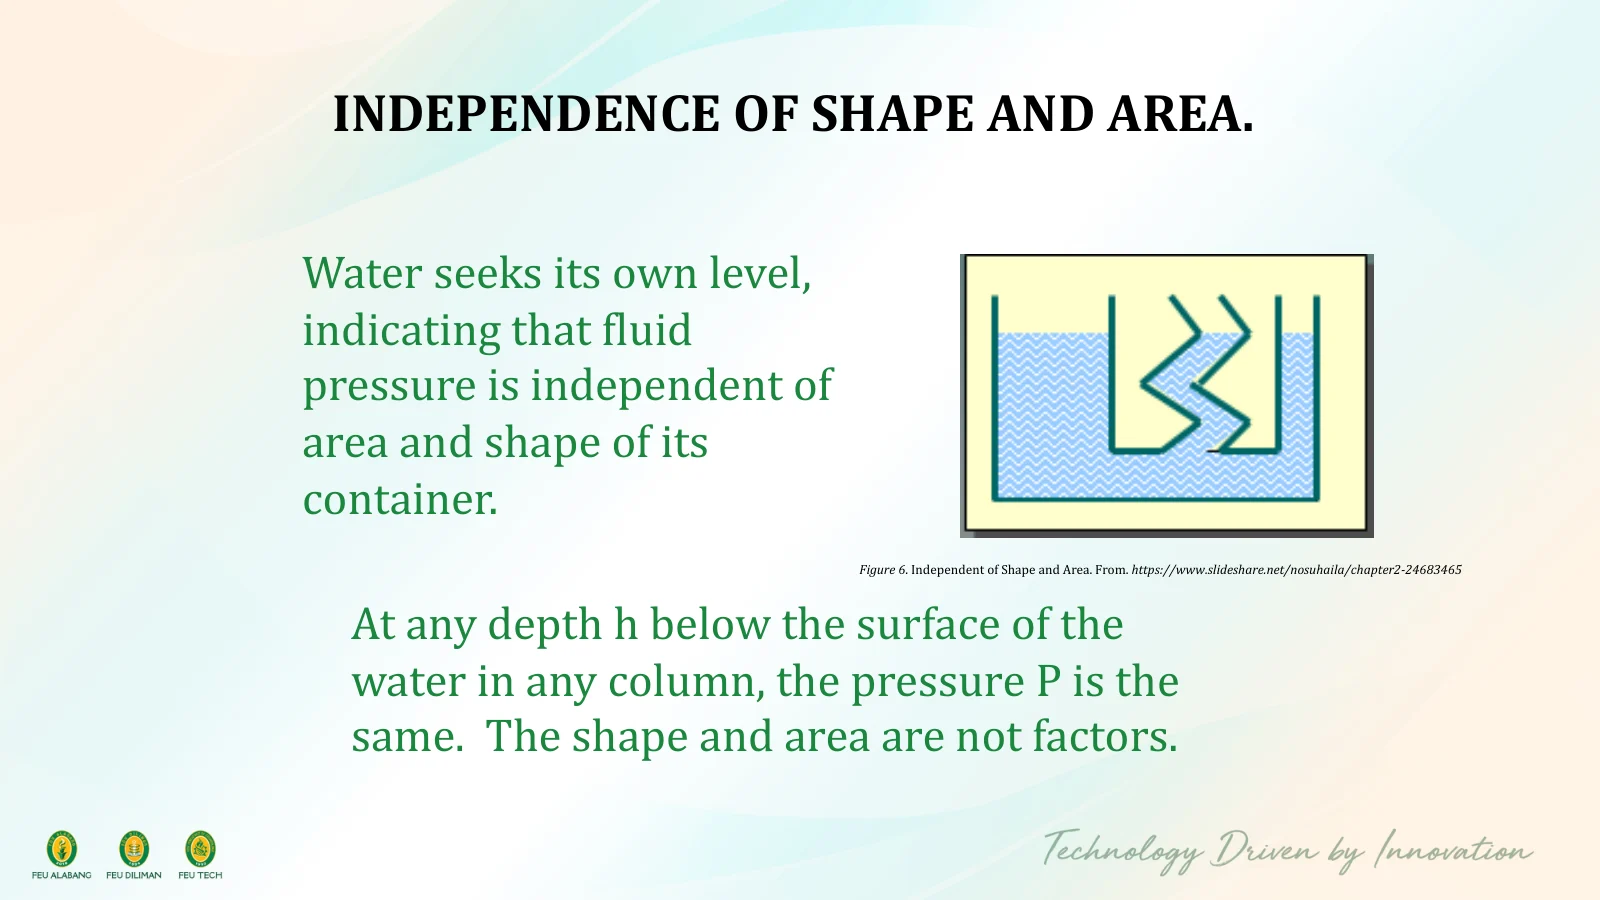 INDEPENDENCE OF SHAPE AND AREA.
Water seeks its own level,
indicating that fluid
pressure is independent of
area and shape of its
container.
Figure 6. Independent of Shape and Area. From. https://www.slideshare.net/nosuhaila/chapter2-24683465
At any depth h below the surface of the
water in any column, the pressure P is the
same.  The shape and area are not factors.
FEU ALABANG
FEU DILIMAN
FEU TECH
Technology Driven by Innovation